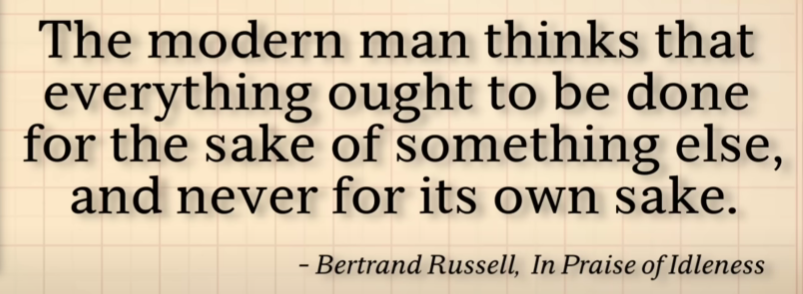 The modern man thinks that
everything ought to be done
for the sake of something else,
and never for its own sake.
– Bertrand Russell, In Praise of Idleness